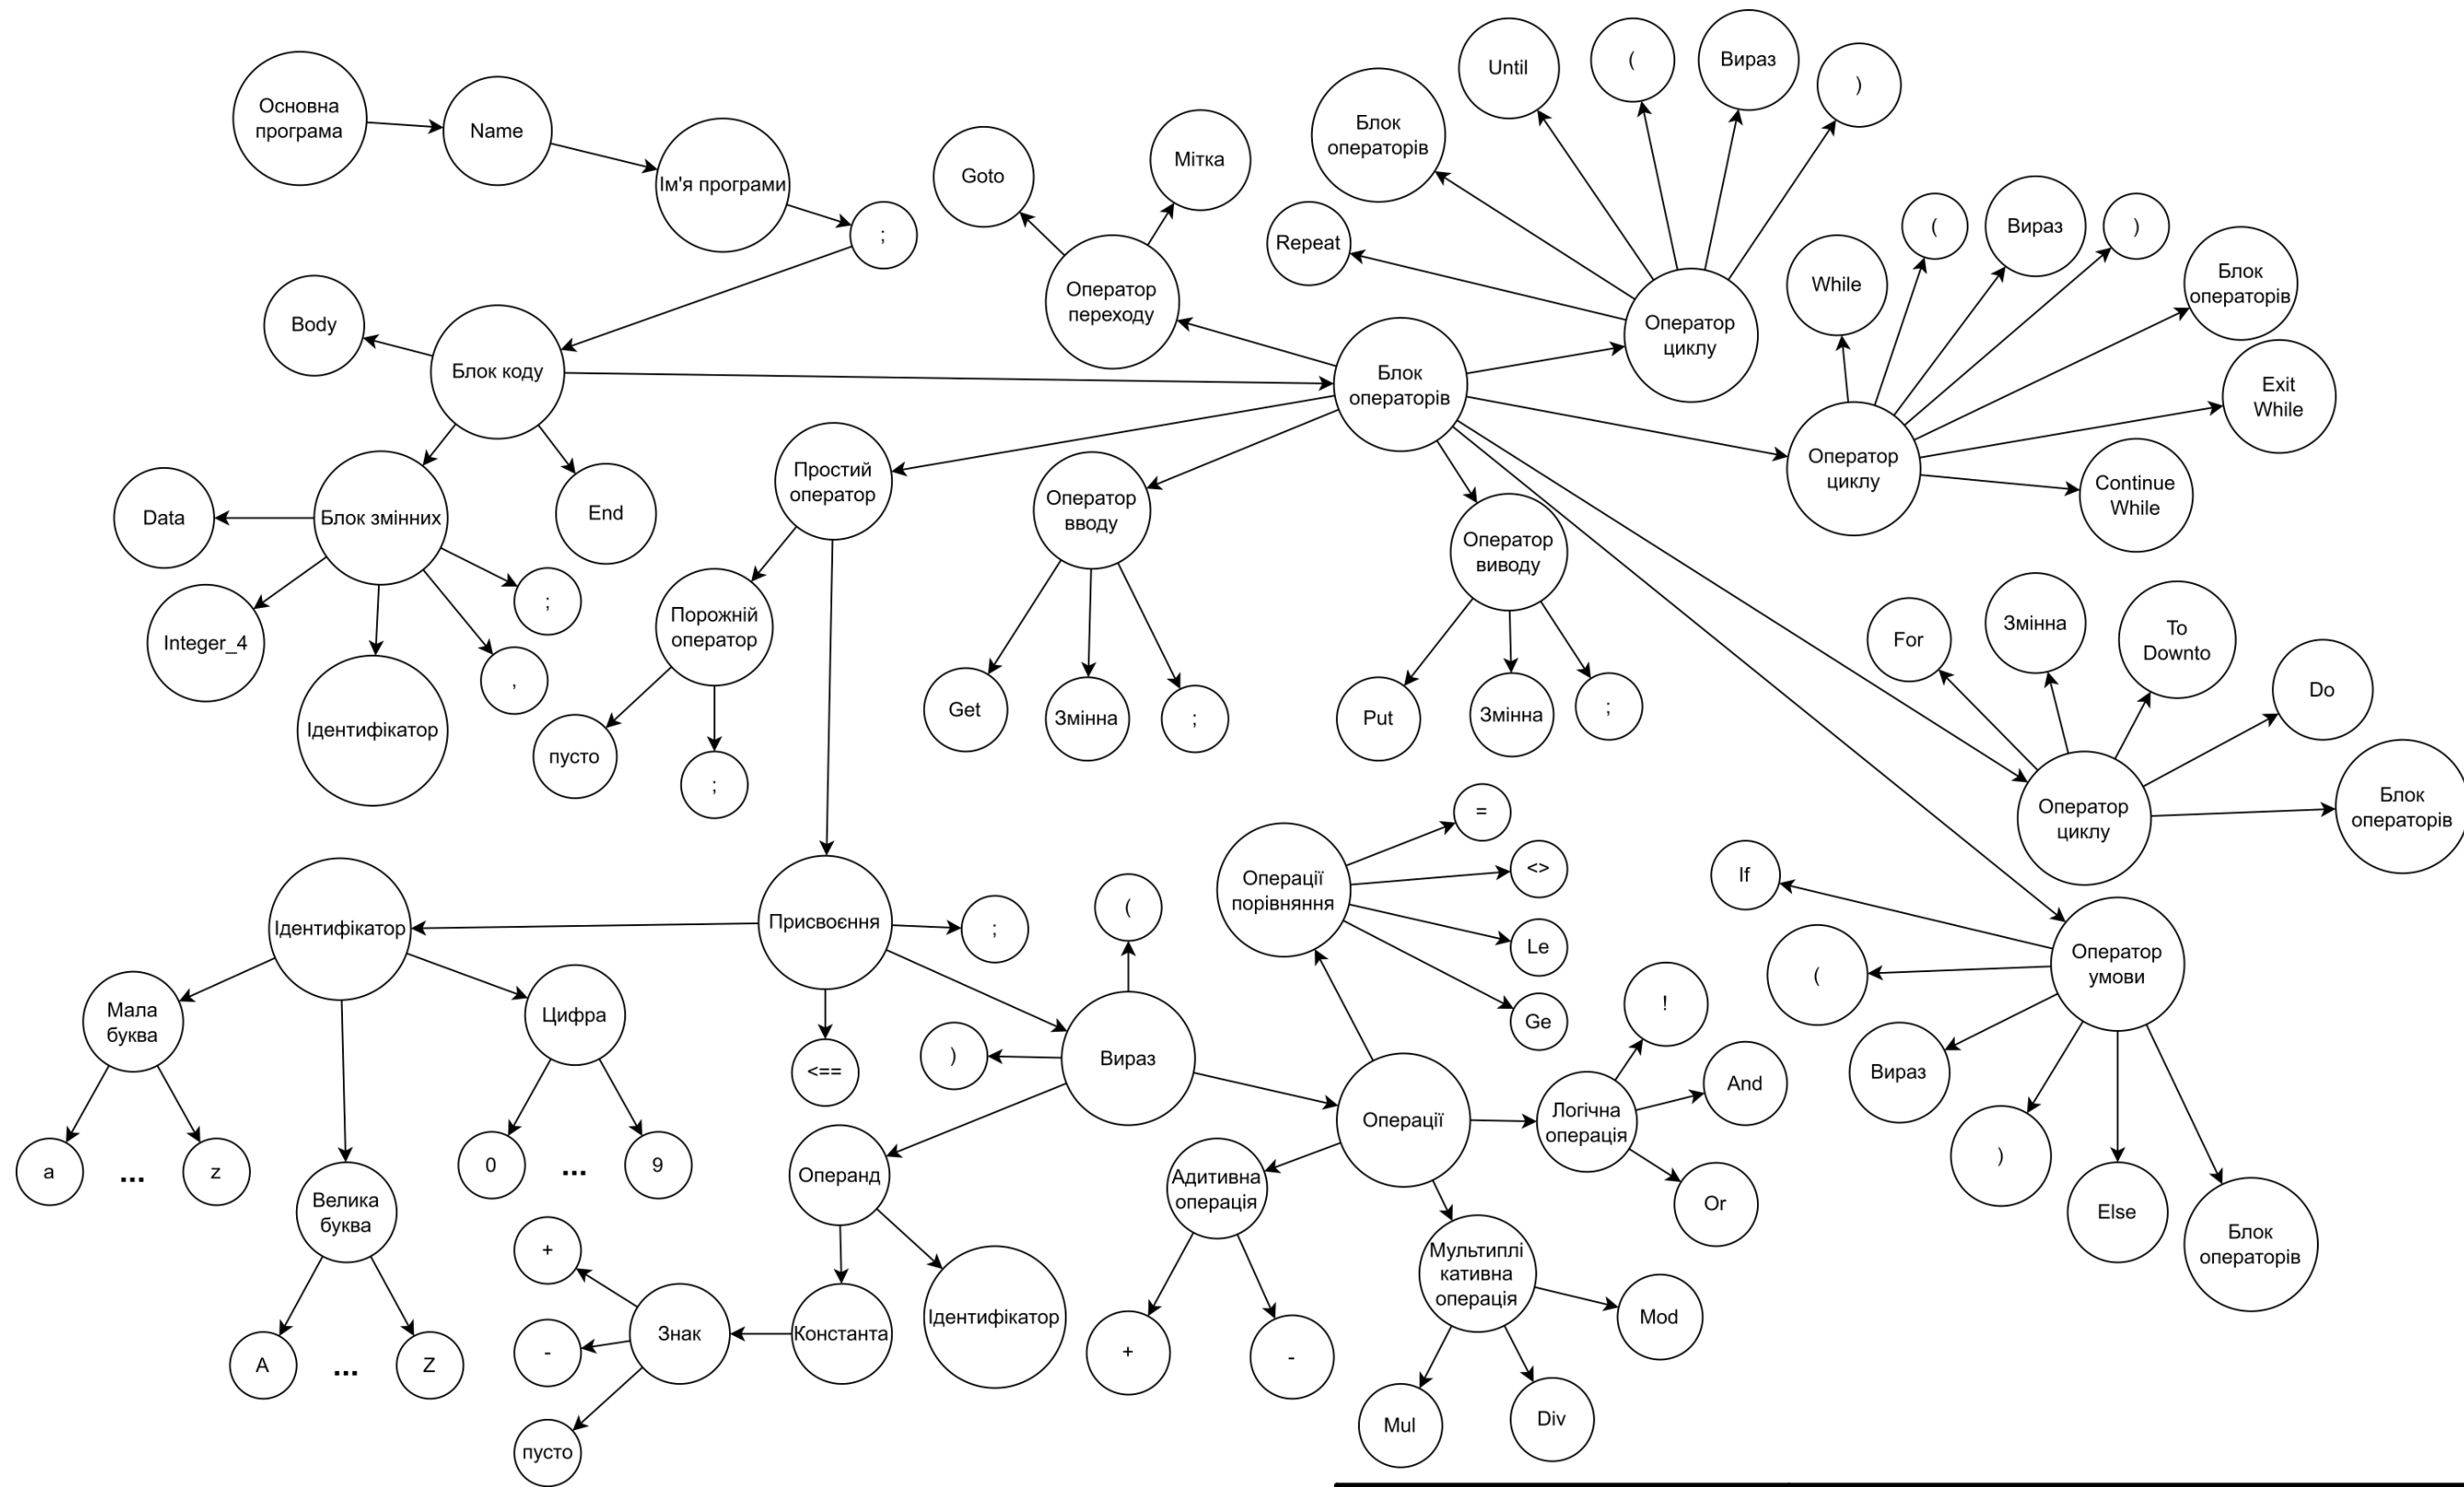 Основна
програма
Name
Ім'я програми
;
Body
Блок коду
Data
Блок змінних
End
Integer_4
Ідентифікатор
,
;
Goto
Мітка
Оператор
переходу
Repeat
Блок
операторів
Until
(
Вираз
)
Оператор
циклу
Блок
операторів
While
(
Вираз
)
Блок
операторів
Exit
While
Continue
While
Оператор
циклу
Простий
оператор
Порожній
оператор
пусто
;
Оператор
вводу
Get
Змінна
;
Оператор
виводу
Put
Змінна
;
For
Змінна
To
Downto
Do
Блок
операторів
Оператор
циклу
If
(
Вираз
)
Else
Блок
операторів
Оператор
умови
Присвоєння
;
<==
Ідентифікатор
Мала
буква
a
...
z
Велика
буква
A
...
Z
Цифра
0
...
9
Вираз
(
)
Операнд
Константа
Ідентифікатор
Знак
+
-
пусто
Операції
Операції
порівняння
=
<>
Le
Ge
Логічна
операція
!
And
Or
Адитивна
операція
+
-
Мультиплі
кативна
операція
Mul
Div
Mod